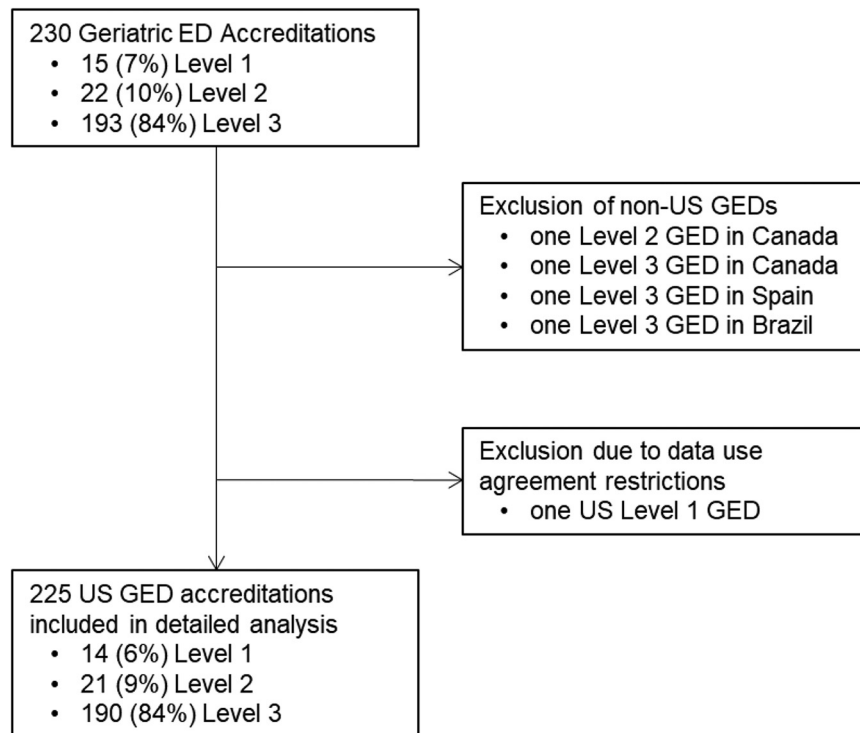 230 Geriatric ED Accreditations
• 15 (7%) Level 1
• 22 (10%) Level 2
• 193 (84%) Level 3
Exclusion of non-US GEDs
• one Level 2 GED in Canada
• one Level 3 GED in Canada
• one Level 3 GED in Spain
• one Level 3 GED in Brazil
Exclusion due to data use
agreement restrictions
• one US Level 1 GED
225 US GED accreditations
included in detailed analysis
• 14 (6%) Level 1
• 21 (9%) Level 2
• 190 (84%) Level 3